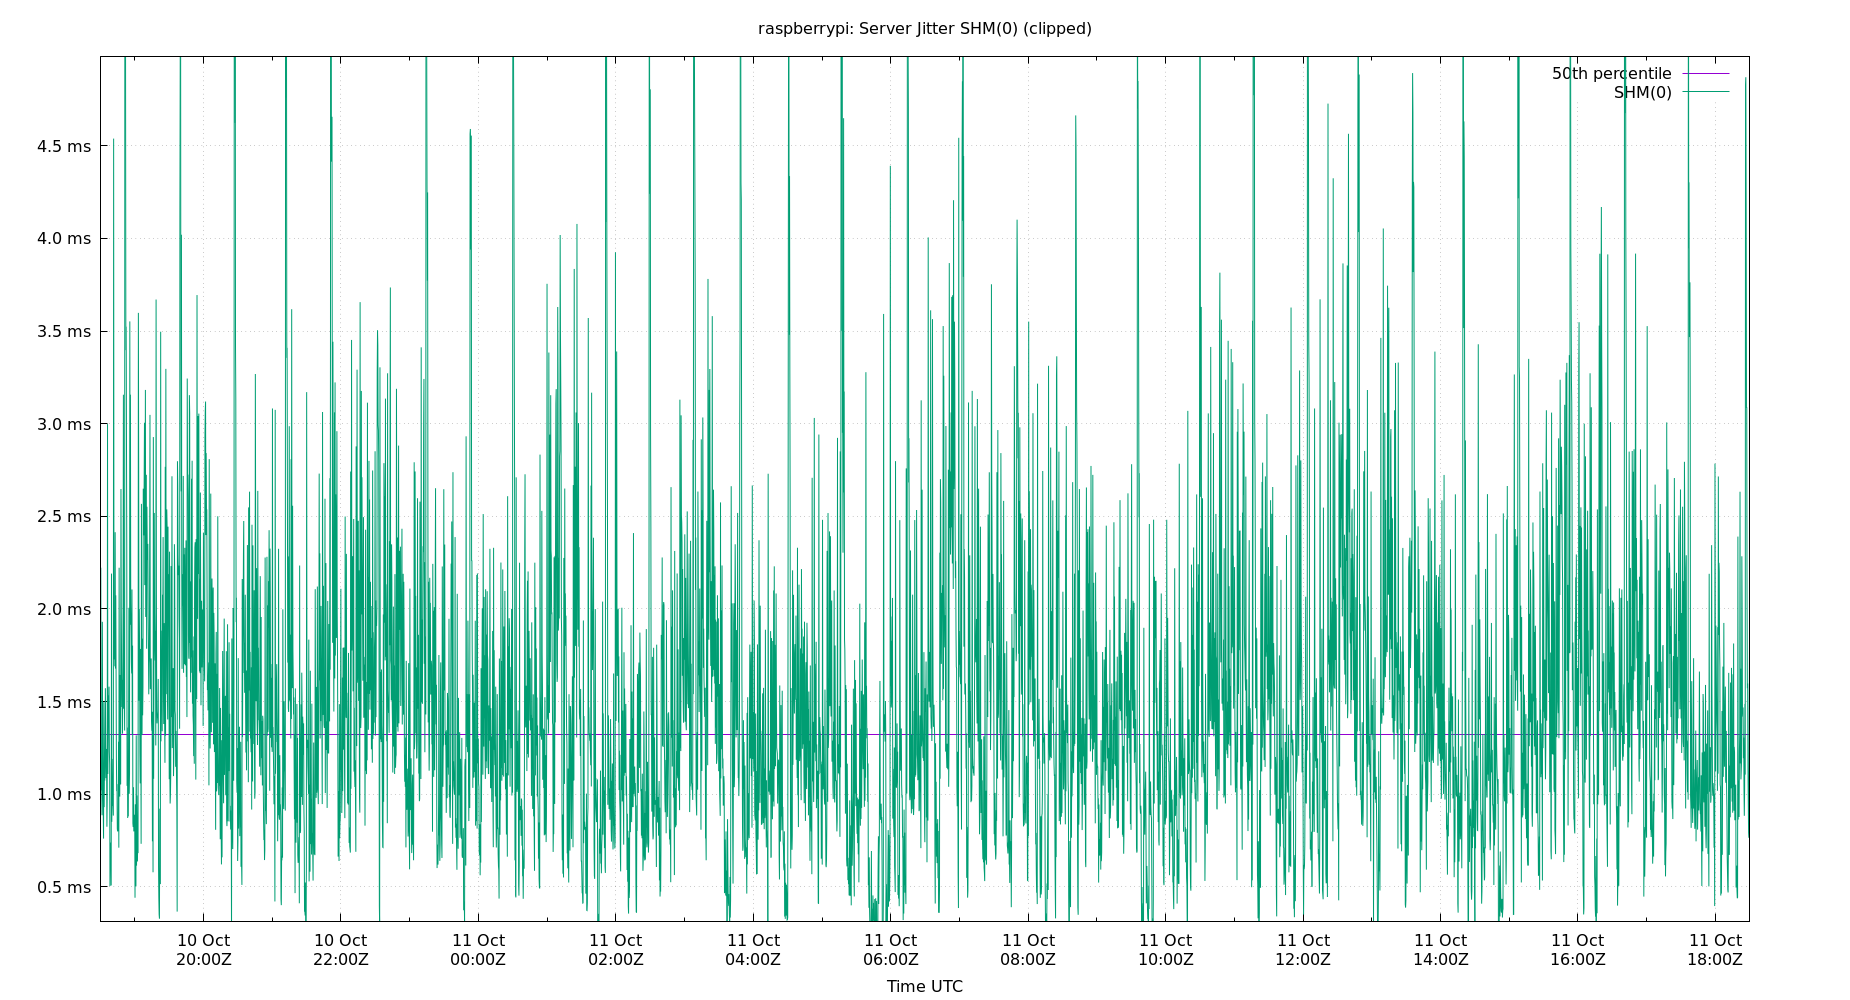 raspberrypi: Server Jitter SHM(0) (clipped)
50th percentile
SHM(0)
4.5 ms
4.0 ms
3.5 ms
3.0 ms
2.5 ms
2.0 ms
1.5 ms
1.0 ms
0.5 ms
10 Oct 10 Oct 11 Oct 11 Oct 11 Oct 11 Oct 11 Oct 11 Oct 11 Oct 11 Oct 11 Oct 11 Oct
20:00Z 22:00Z 00:00Z 02:00Z 04:00Z 06:00Z 08:00Z 10:00Z 12:00Z 14:00Z 16:00Z 18:00Z
Time UTC